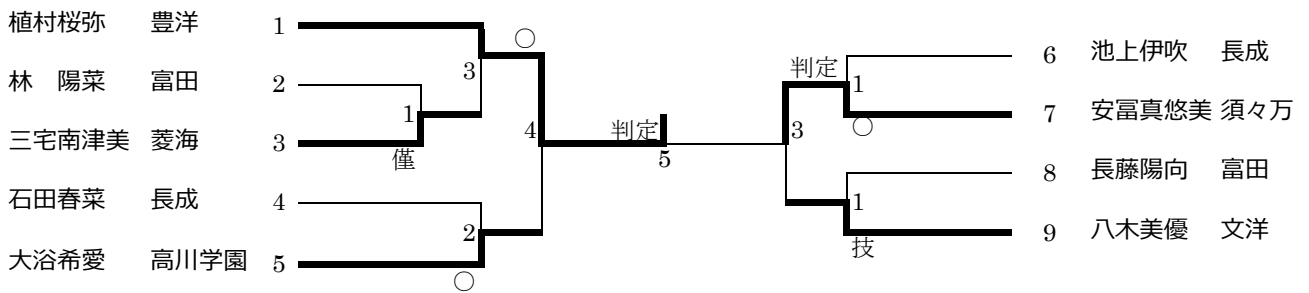 植村桜弥 豊洋 1
林 陽菜 富田 2
三宅南津美 菱海 3
石田春菜 長成 4
大浴希愛 高川学園 5
○
3
1
僅
4
2
○
判定
5
判定
1
○
3
1
技
6 池上伊吹 長成
7 安冨真悠美 須々万
8 長藤陽向 富田
9 八木美優 文洋